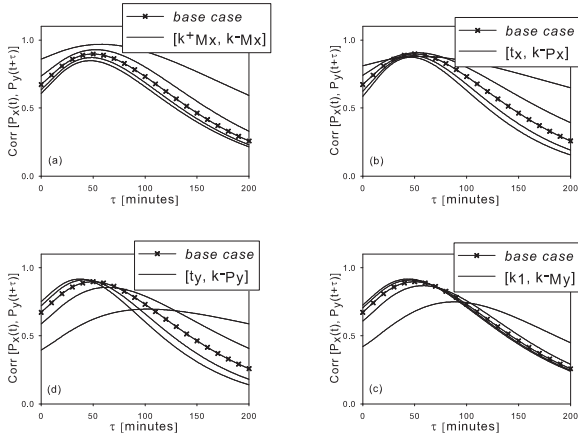 base case
[k+Mx, k-Mx]
Corr [Px(t), Py(t+τ)]
1.0
0.5
0.0
(a)
0 50 100 150 200
τ [minutes]
base case
[tx, k-Px]
Corr [Px(t), Py(t+τ)]
1.0
0.5
0.0
(b)
0 50 100 150 200
τ [minutes]
base case
[ty, k-Py]
Corr [Px(t), Py(t+τ)]
1.0
0.5
0.0
(d)
0 50 100 150 200
τ [minutes]
base case
[k1, k-My]
Corr [Px(t), Py(t+τ)]
1.0
0.5
0.0
(c)
0 50 100 150 200
τ [minutes]